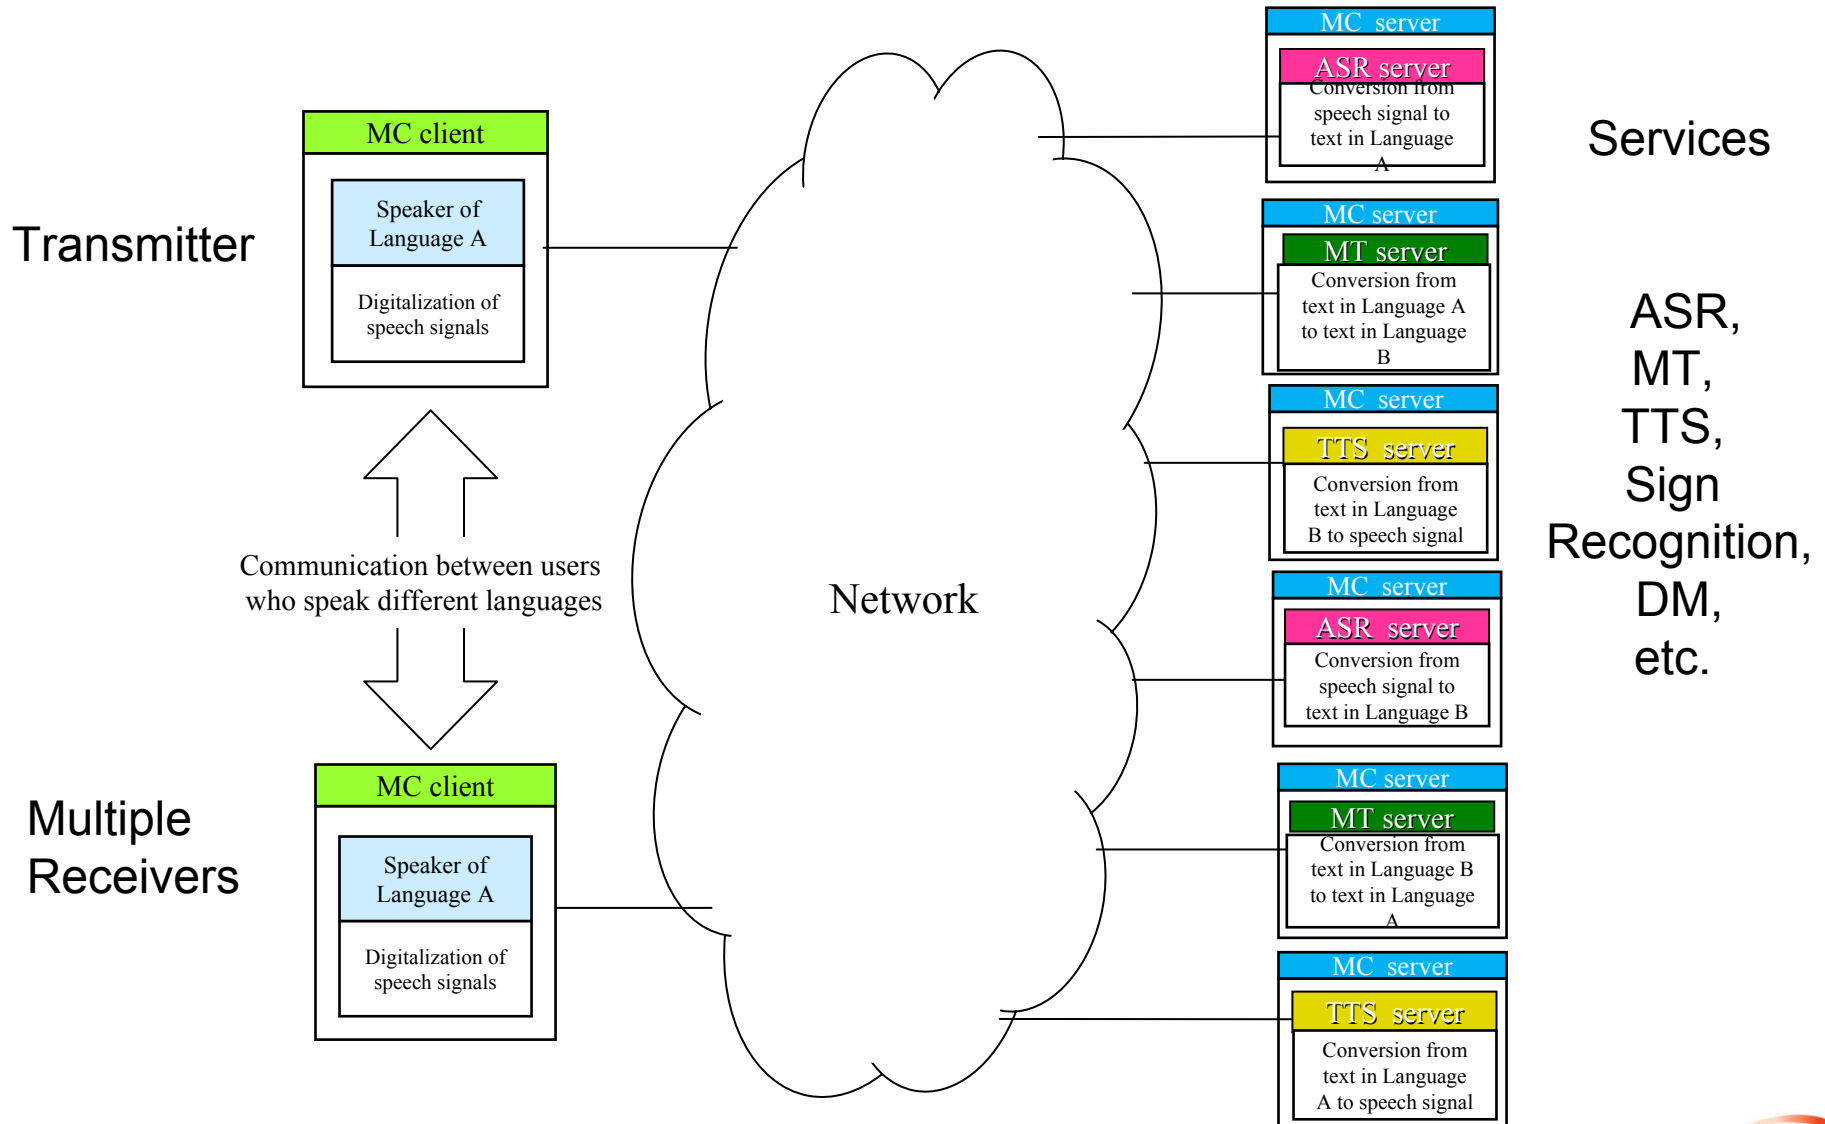 Transmitter
MC client
Speaker of
Language A
Digitalization of
speech signals
Communication between users
who speak different languages
Multiple
Receivers
MC client
Speaker of
Language A
Digitalization of
speech signals
Network
MC server
ASR server
Conversion from
speech signal to
text in Language
A
MC server
MT server
Conversion from
text in Language A
to text in Language
B
MC server
TTS server
Conversion from
text in Language
B to speech signal
MC server
ASR server
Conversion from
speech signal to
text in Language B
MC server
MT server
Conversion from
text in Language B
to text in Language
A
MC server
TTS server
Conversion from
text in Language
A to speech signal
Services
ASR,
MT,
TTS,
Sign
Recognition,
DM,
etc.